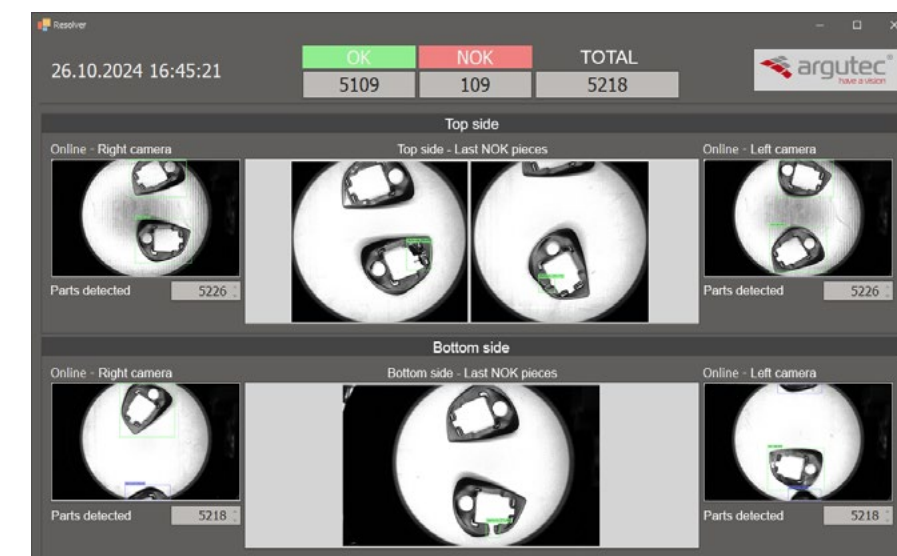 Resolver
26.10.2024 16:45:21
OK NOK TOTAL
5109 109 5218
argutec®
have a vision
Top side
Online - Right camera
Top side - Last NOK pieces
Online - Left camera
Parts detected 5226
Parts detected 5226
Bottom side
Online - Right camera
Bottom side - Last NOK pieces
Online - Left camera
Parts detected 5218
Parts detected 5218